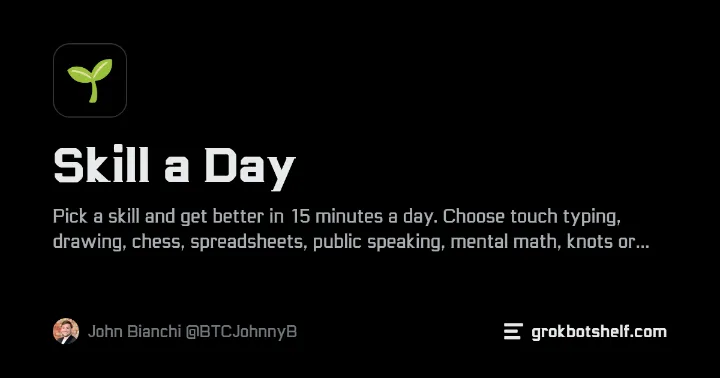 Skill a Day
Pick a skill and get better in 15 minutes a day. Choose touch typing,
drawing, chess, spreadsheets, public speaking, mental math, knots or...
John Bianchi @BTCJohnnyB
grokbotshelf.com